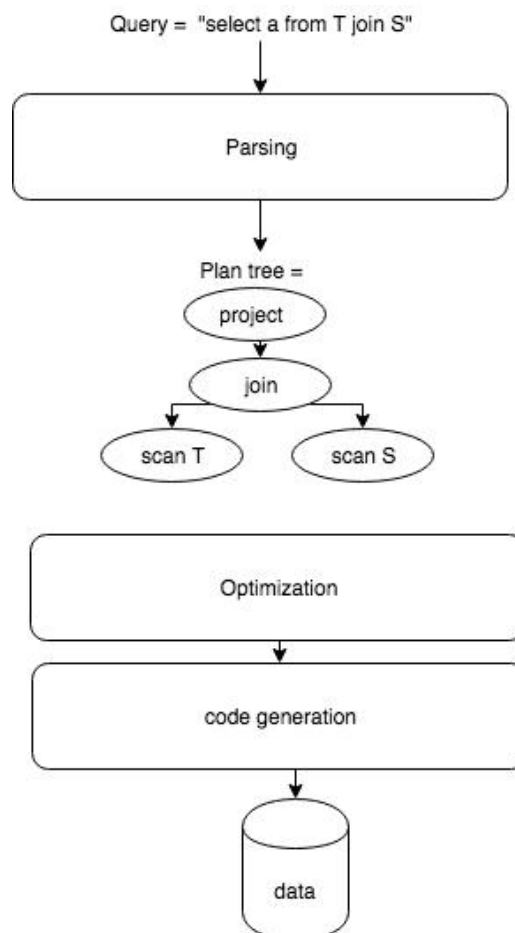 Query =  "select a from T join S"
Parsing
Plan tree =
project
join
scan T
scan S
Optimization
code generation
data